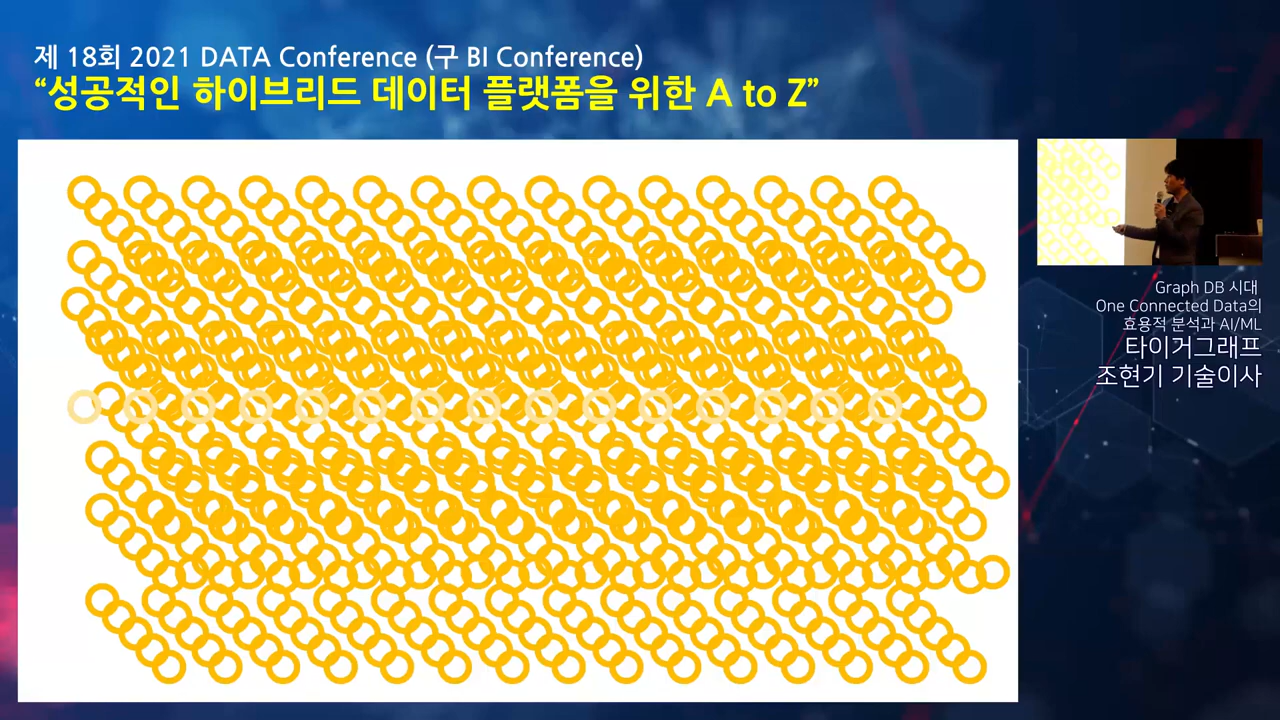 제 18회 2021 DATA Conference (구 BI Conference)
“성공적인 하이브리드 데이터 플랫폼을 위한 A to Z”
Graph DB 시대
One Connected Data의
효용적 분석과 AI/ML
타이거그래프
조현기 기술이사